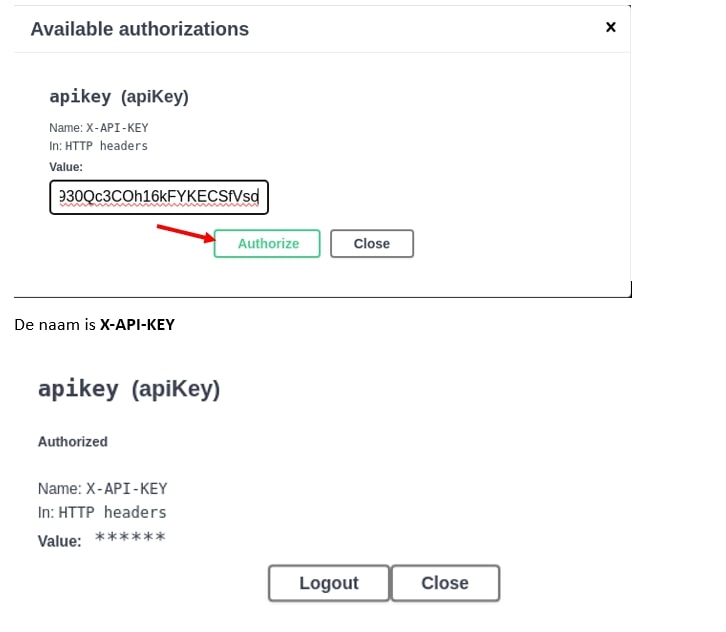 Available authorizations x
apikey (apiKey)
Name: X-API-KEY
In: HTTP headers
Value:
930Qc3COh16kFYKECSfVsd
Authorize Close
De naam is X-API-KEY
apikey (apiKey)
Authorized
Name: X-API-KEY
In: HTTP headers
Value: ******
Logout Close